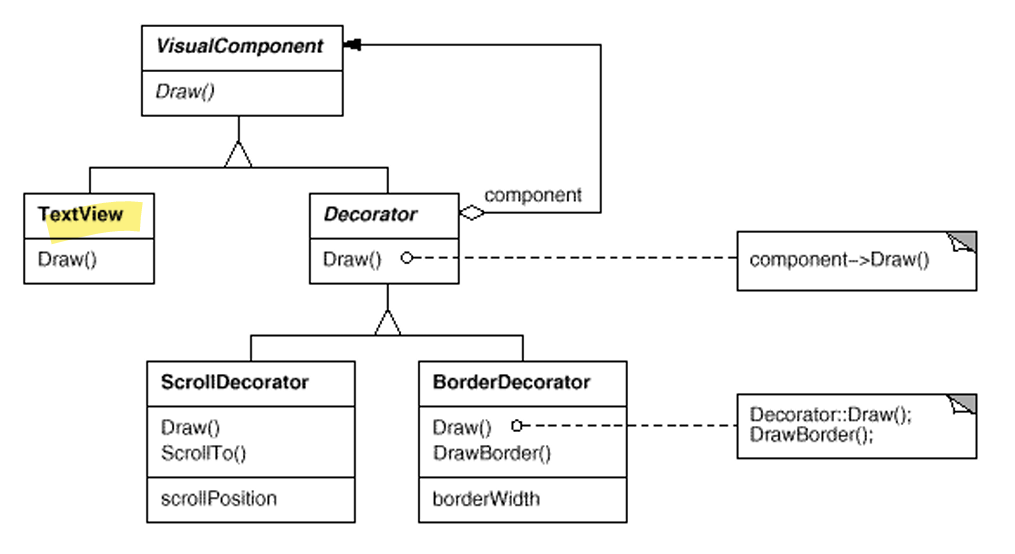 VisualComponent
Draw()
TextView
Draw()
Decorator
Draw()
component
component->Draw()
ScrollDecorator
Draw()
ScrollTo()
scrollPosition
BorderDecorator
Draw()
DrawBorder()
borderWidth
Decorator::Draw();
DrawBorder();